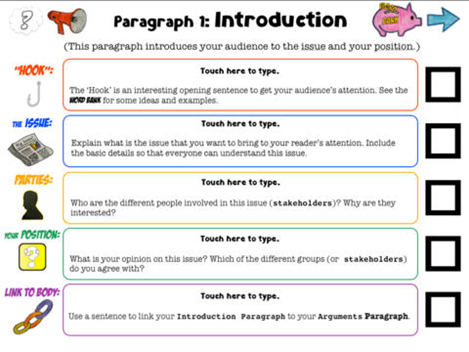 Paragraph 1: Introduction
(This paragraph introduces your audience to the issue and your position.)
"HOOK":
Touch here to type.
The 'Hook' is an interesting opening sentence to get your audience's attention. See the
WORD BANK for some ideas and examples.
THE ISSUE:
Touch here to type.
Explain what is the issue that you want to bring to your reader's attention. Include
the basic details so that everyone can understand this issue.
PARTIES:
Touch here to type.
Who are the different people involved in this issue (stakeholders)? Why are they
interested?
YOUR POSITION:
Touch here to type.
What is your opinion on this issue? Which of the different groups (or stakeholders)
do you agree with?
LINK TO BODY:
Touch here to type.
Use a sentence to link your Introduction Paragraph to your Arguments Paragraph.